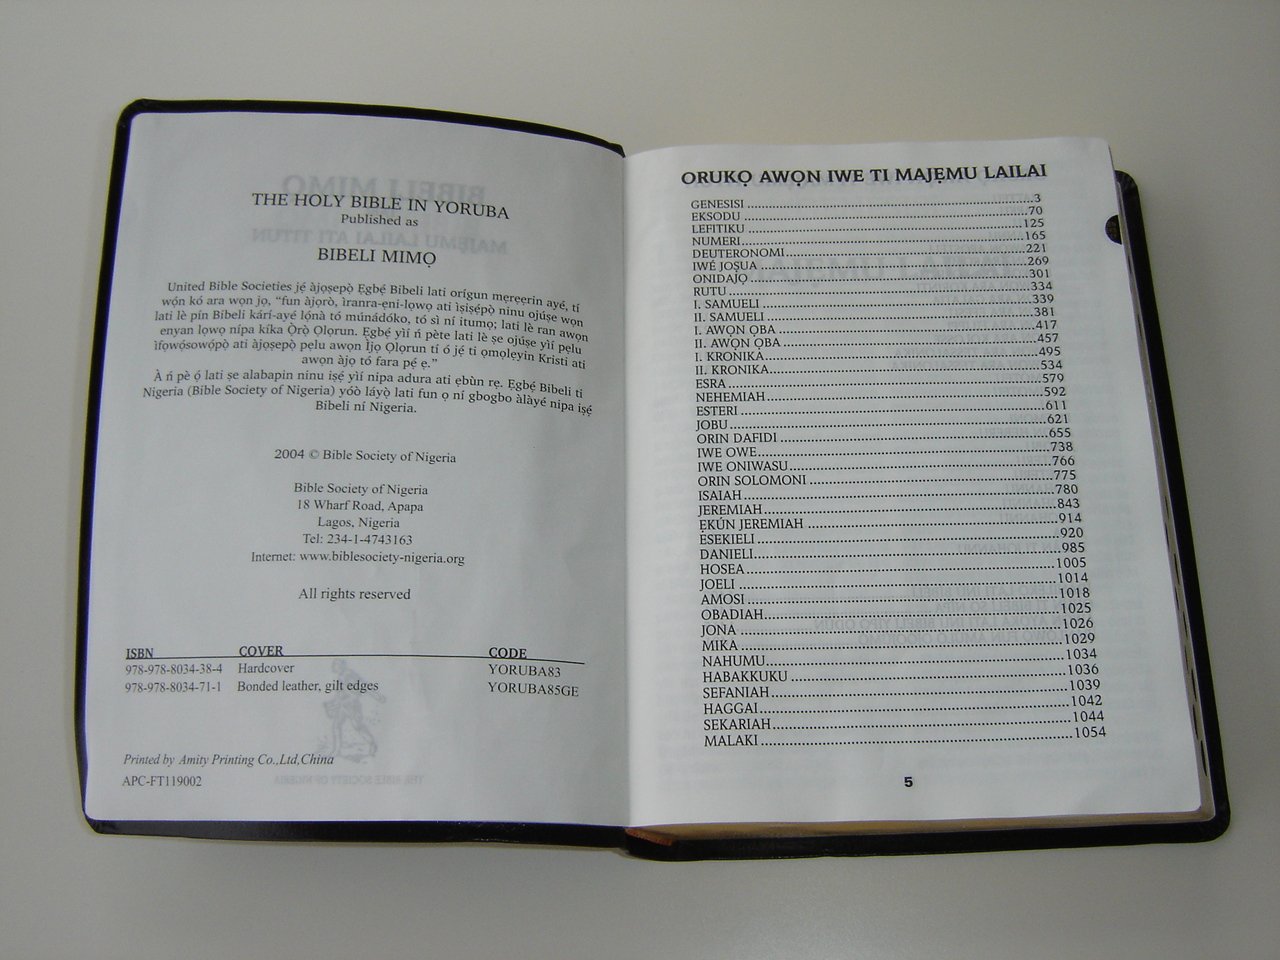 THE HOLY BIBLE IN YORUBA
Published as
BIBELI MIMỌ
United Bible Societies jẹ́ àjọṣepọ̀ Ẹgbẹ́ Bibeli lati orígun mẹrẹẹrin ayé, tí
wọ́n kó ara wọn jọ, “fun àjọrò, ìranra-ẹni-lọwọ ati ìṣiṣẹ́pọ̀ ninu ojúṣe wọn
lati lè pín Bibeli kárí-ayé lọ́nà tó múnádóko, tó sì ní itumọ; lati lè ran awọn
enyan lọwọ nípa kíka Ọ̀rọ̀ Ọlọrun. Ẹgbẹ́ yìí ń pète lati lè ṣe ojúṣe yìí pẹlu
ìfọwọ́sowọ́pọ̀ ati àjọṣepọ̀ pẹlu awọn Ìjọ Ọlọrun tí ó jẹ́ ti ọmọlẹyin Kristi ati
awọn àjọ tó fara pẹ́ ẹ.”
À ń pè ọ́ lati ṣe alabapin ninu iṣẹ́ yìí nipa adura ati ẹbùn rẹ. Ẹgbẹ́ Bibeli ti
Nigeria (Bible Society of Nigeria) yóò láyọ̀ lati fun ọ ní gbogbo àlàyé nipa iṣẹ́
Bibeli ní Nigeria.
2004 © Bible Society of Nigeria
Bible Society of Nigeria
18 Wharf Road, Apapa
Lagos, Nigeria
Tel: 234-1-4743163
Internet: www.biblesociety-nigeria.org
All rights reserved
ISBN COVER CODE
978-978-8034-38-4 Hardcover YORUBA83
978-978-8034-71-1 Bonded leather, gilt edges YORUBA85GE
Printed by Amity Printing Co.,Ltd,China
APC-FT119002
ORUKỌ AWỌN IWE TI MAJẸMU LAILAI
GENESISI 3
EKSODU 70
LEFITIKU 125
NUMERI 165
DEUTERONOMI 221
IWÉ JOṢUA 269
ONIDAJỌ 301
RUTU 334
I. SAMUELI 339
II. SAMUELI 381
I. AWỌN ỌBA 417
II. AWỌN ỌBA 457
I. KRONIKA 495
II. KRONIKA 534
ESRA 579
NEHEMIAH 592
ESTERI 611
JOBU 621
ORIN DAFIDI 655
IWE OWE 738
IWE ONIWASU 766
ORIN SOLOMONI 775
ISAIAH 780
JEREMIAH 843
ẸKÚN JEREMIAH 914
ESEKIELI 920
DANIELI 985
HOSEA 1005
JOELI 1014
AMOSI 1018
OBADIAH 1025
JONA 1026
MIKA 1029
NAHUMU 1034
HABAKKUKU 1036
SEFANIAH 1039
HAGGAI 1042
SEKARIAH 1044
MALAKI 1054
5